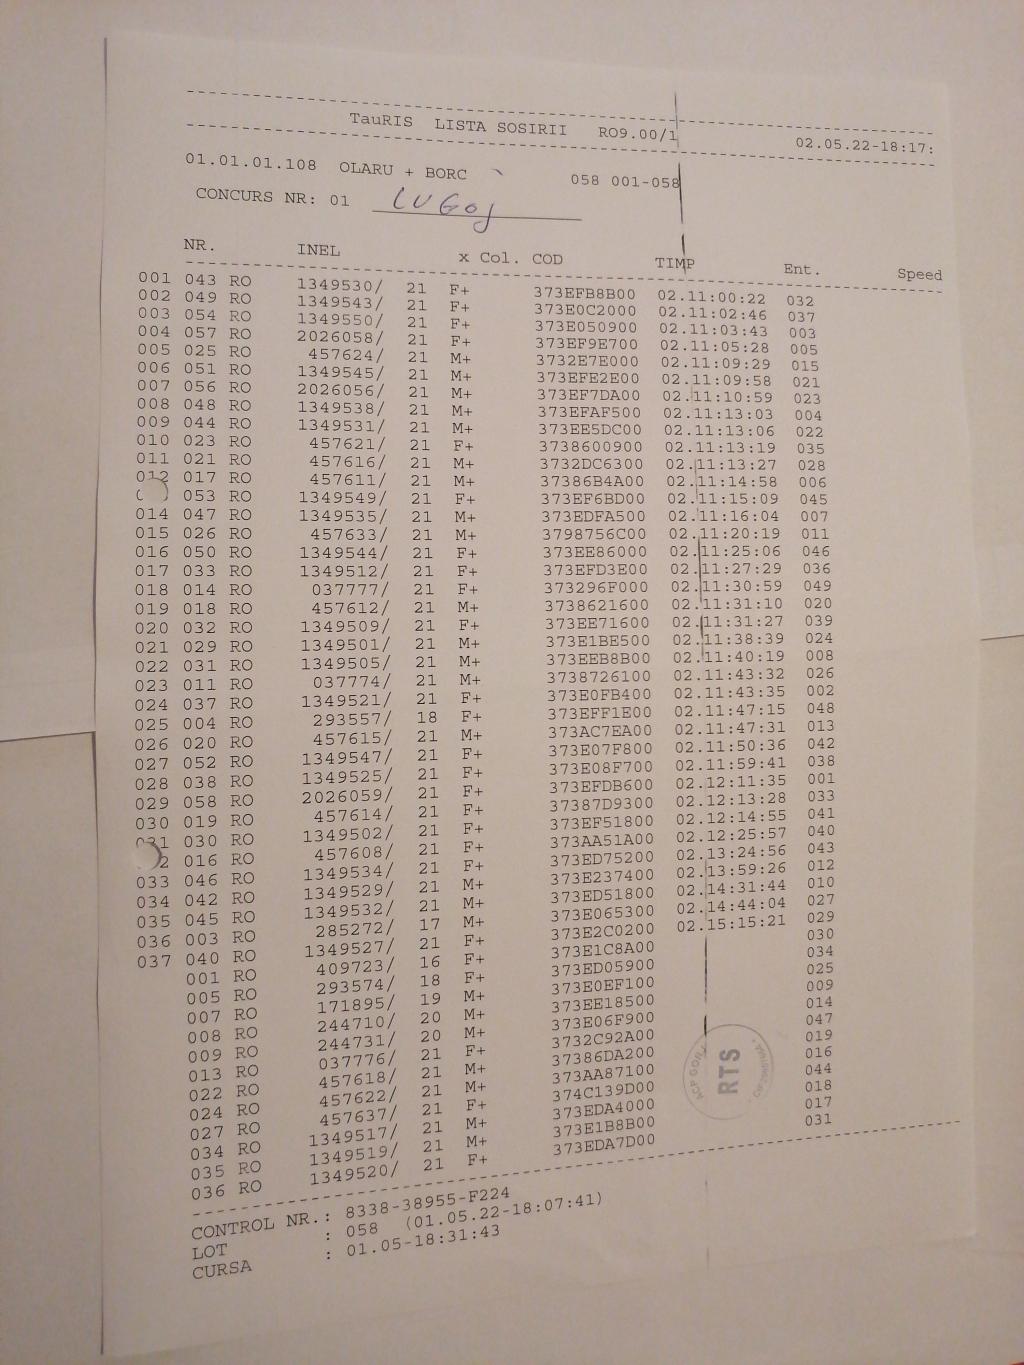 TauRIS LISTA SOSIRII RO9.00/1 02.05.22-18:17:
01.01.01.108 OLARU + BORC 058 001-058
CONCURS NR: 01 LUGOJ
NR. INEL x Col. COD TIMP Ent. Speed
001 043 RO 1349530/ 21 F+ 373EFB8B00 02.11:00:22 032
002 049 RO 1349543/ 21 F+ 373E0C2000 02.11:02:46 037
003 054 RO 1349550/ 21 F+ 373E050900 02.11:03:43 003
004 057 RO 2026058/ 21 F+ 373EF9E700 02.11:05:28 005
005 025 RO 457624/ 21 M+ 3732E7E000 02.11:09:29 015
006 051 RO 1349545/ 21 M+ 373EFE2E00 02.11:09:58 021
007 056 RO 2026056/ 21 M+ 373EF7DA00 02.11:10:59 023
008 048 RO 1349538/ 21 M+ 373EFAF500 02.11:13:03 004
009 044 RO 1349531/ 21 M+ 373EE5DC00 02.11:13:06 022
010 023 RO 457621/ 21 F+ 3738600900 02.11:13:19 035
011 021 RO 457616/ 21 M+ 3732DC6300 02.11:13:27 028
012 017 RO 457611/ 21 M+ 37386B4A00 02.11:14:58 006
053 RO 1349549/ 21 F+ 373EF6BD00 02.11:15:09 045
014 047 RO 1349535/ 21 M+ 373EDFA500 02.11:16:04 007
015 026 RO 457633/ 21 M+ 3798756C00 02.11:20:19 011
016 050 RO 1349544/ 21 F+ 373EE86000 02.11:25:06 046
017 033 RO 1349512/ 21 F+ 373EFD3E00 02.11:27:29 036
018 014 RO 037777/ 21 F+ 373296F000 02.11:30:59 049
019 018 RO 457612/ 21 M+ 3738621600 02.11:31:10 020
020 032 RO 1349509/ 21 F+ 373EE71600 02.11:31:27 039
021 029 RO 1349501/ 21 M+ 373E1BE500 02.11:38:39 024
022 031 RO 1349505/ 21 M+ 373EEB8B00 02.11:40:19 008
023 011 RO 037774/ 21 M+ 3738726100 02.11:43:32 026
024 037 RO 1349521/ 21 F+ 373E0FB400 02.11:43:35 002
025 004 RO 293557/ 18 F+ 373EFF1E00 02.11:47:15 048
026 020 RO 457615/ 21 M+ 373AC7EA00 02.11:47:31 013
027 052 RO 1349547/ 21 F+ 373E07F800 02.11:50:36 042
028 038 RO 1349525/ 21 F+ 373E08F700 02.11:59:41 038
029 058 RO 2026059/ 21 F+ 373EFDB600 02.12:11:35 001
030 019 RO 457614/ 21 F+ 37387D9300 02.12:13:28 033
031 030 RO 1349502/ 21 F+ 373EF51800 02.12:14:55 041
2 016 RO 457608/ 21 F+ 373AA51A00 02.12:25:57 040
033 046 RO 1349534/ 21 F+ 373ED75200 02.13:24:56 043
034 042 RO 1349529/ 21 M+ 373E237400 02.13:59:26 012
035 045 RO 1349532/ 21 M+ 373ED51800 02.14:31:44 010
036 003 RO 285272/ 17 M+ 373E065300 02.14:44:04 027
037 040 RO 1349527/ 21 F+ 373E2C0200 02.15:15:21 029
001 RO 409723/ 16 F+ 373E1C8A00 030
005 RO 293574/ 18 F+ 373ED05900 034
007 RO 171895/ 19 M+ 373E0EF100 025
008 RO 244710/ 20 M+ 373EE18500 009
009 RO 244731/ 20 M+ 373E06F900 014
013 RO 037776/ 21 F+ 3732C92A00 047
022 RO 457618/ 21 M+ 37386DA200 019
024 RO 457622/ 21 M+ 373AA87100 016
027 RO 457637/ 21 F+ 374C139D00 044
034 RO 1349517/ 21 M+ 373EDA4000 018
035 RO 1349519/ 21 M+ 373E1B8B00 017
036 RO 1349520/ 21 F+ 373EDA7D00 031
RTS
CONTROL NR.: 8338-38955-F224
LOT : 058 (01.05.22-18:07:41)
CURSA : 01.05-18:31:43